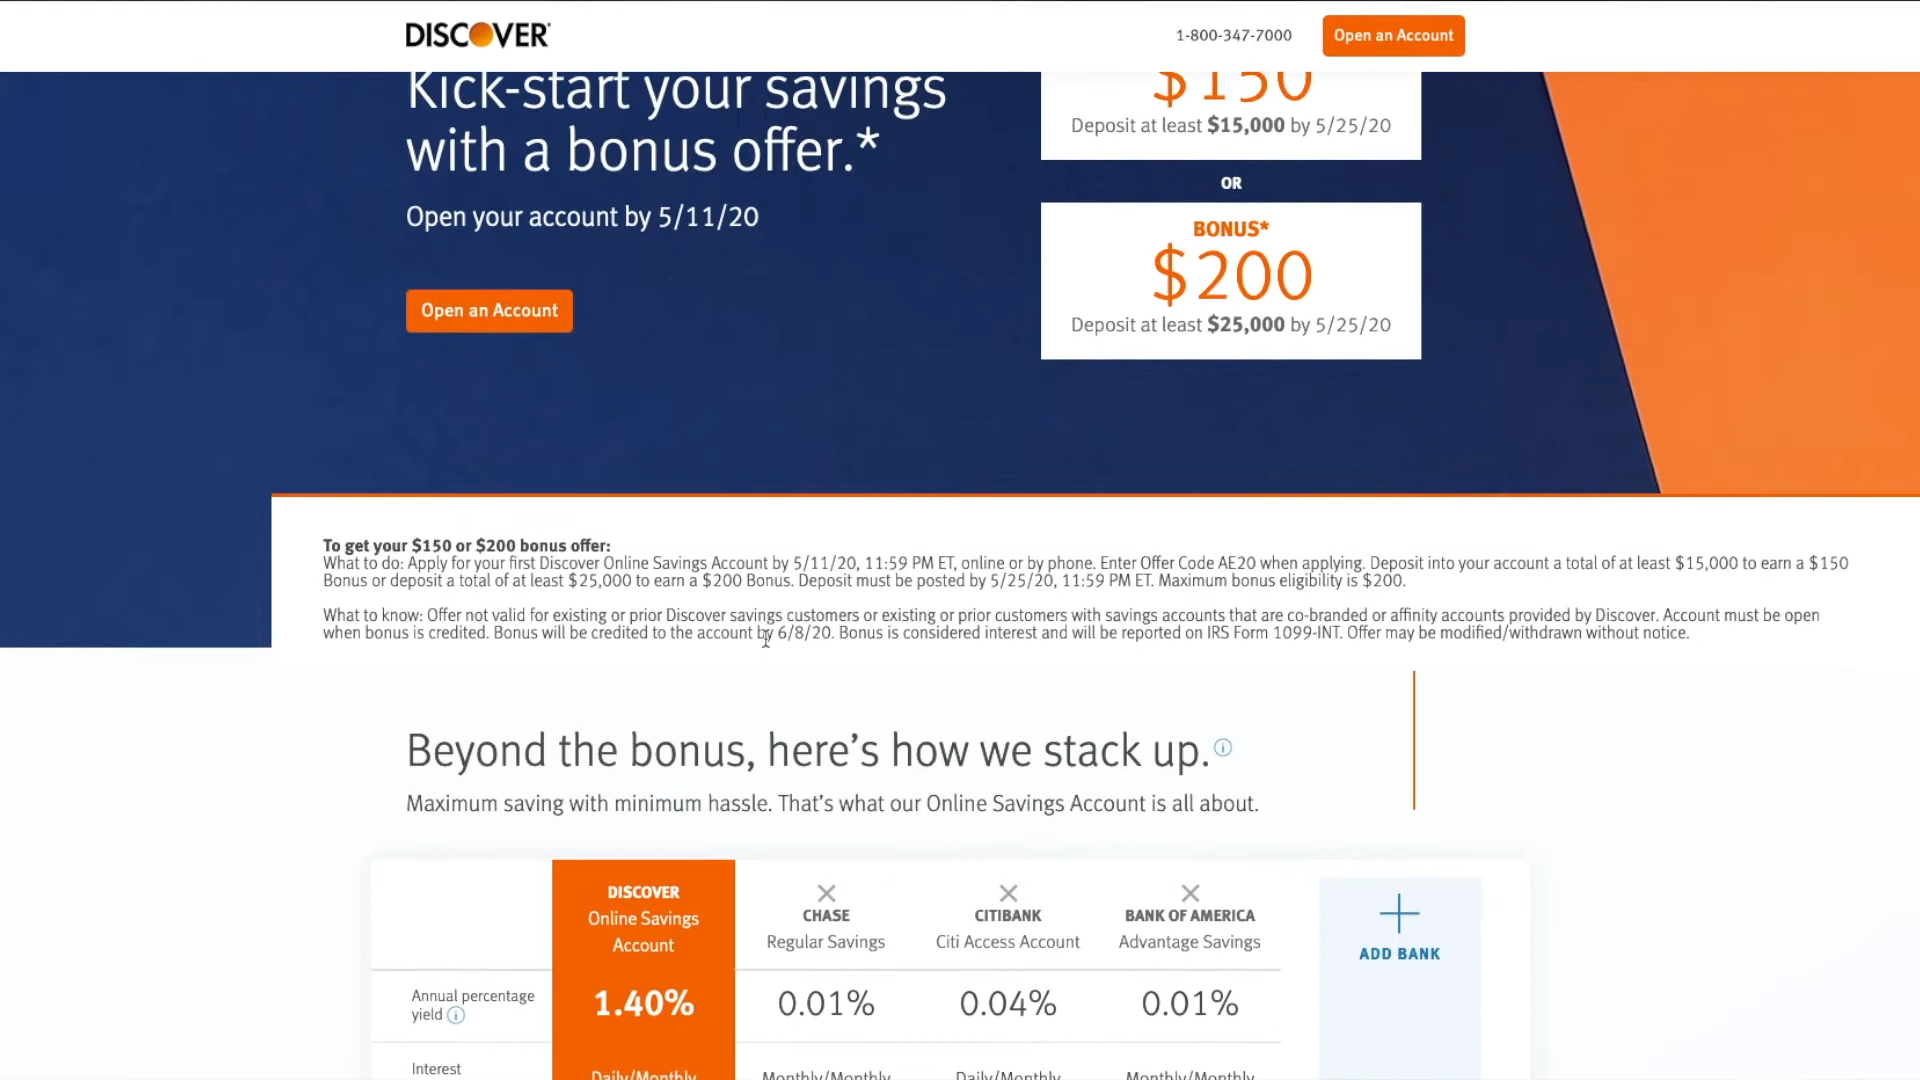 DISCOVER
1-800-347-7000
Open an Account
Kick-start your savings
with a bonus offer.*
Open your account by 5/11/20
Open an Account
$150
Deposit at least $15,000 by 5/25/20
OR
BONUS*
$200
Deposit at least $25,000 by 5/25/20
To get your $150 or $200 bonus offer:
What to do: Apply for your first Discover Online Savings Account by 5/11/20, 11:59 PM ET, online or by phone. Enter Offer Code AE20 when applying. Deposit into your account a total of at least $15,000 to earn a $150
Bonus or deposit a total of at least $25,000 to earn a $200 Bonus. Deposit must be posted by 5/25/20, 11:59 PM ET. Maximum bonus eligibility is $200.
What to know: Offer not valid for existing or prior Discover savings customers or existing or prior customers with savings accounts that are co-branded or affinity accounts provided by Discover. Account must be open
when bonus is credited. Bonus will be credited to the account by 6/8/20. Bonus is considered interest and will be reported on IRS Form 1099-INT. Offer may be modified/withdrawn without notice.
Beyond the bonus, here's how we stack up.
Maximum saving with minimum hassle. That's what our Online Savings Account is all about.
DISCOVER
Online Savings
Account
CHASE
Regular Savings
CITIBANK
Citi Access Account
BANK OF AMERICA
Advantage Savings
ADD BANK
Annual percentage
yield
1.40%
0.01%
0.04%
0.01%
Interest
Daily/Monthly
Monthly/Monthly
Daily/Monthly
Monthly/Monthly